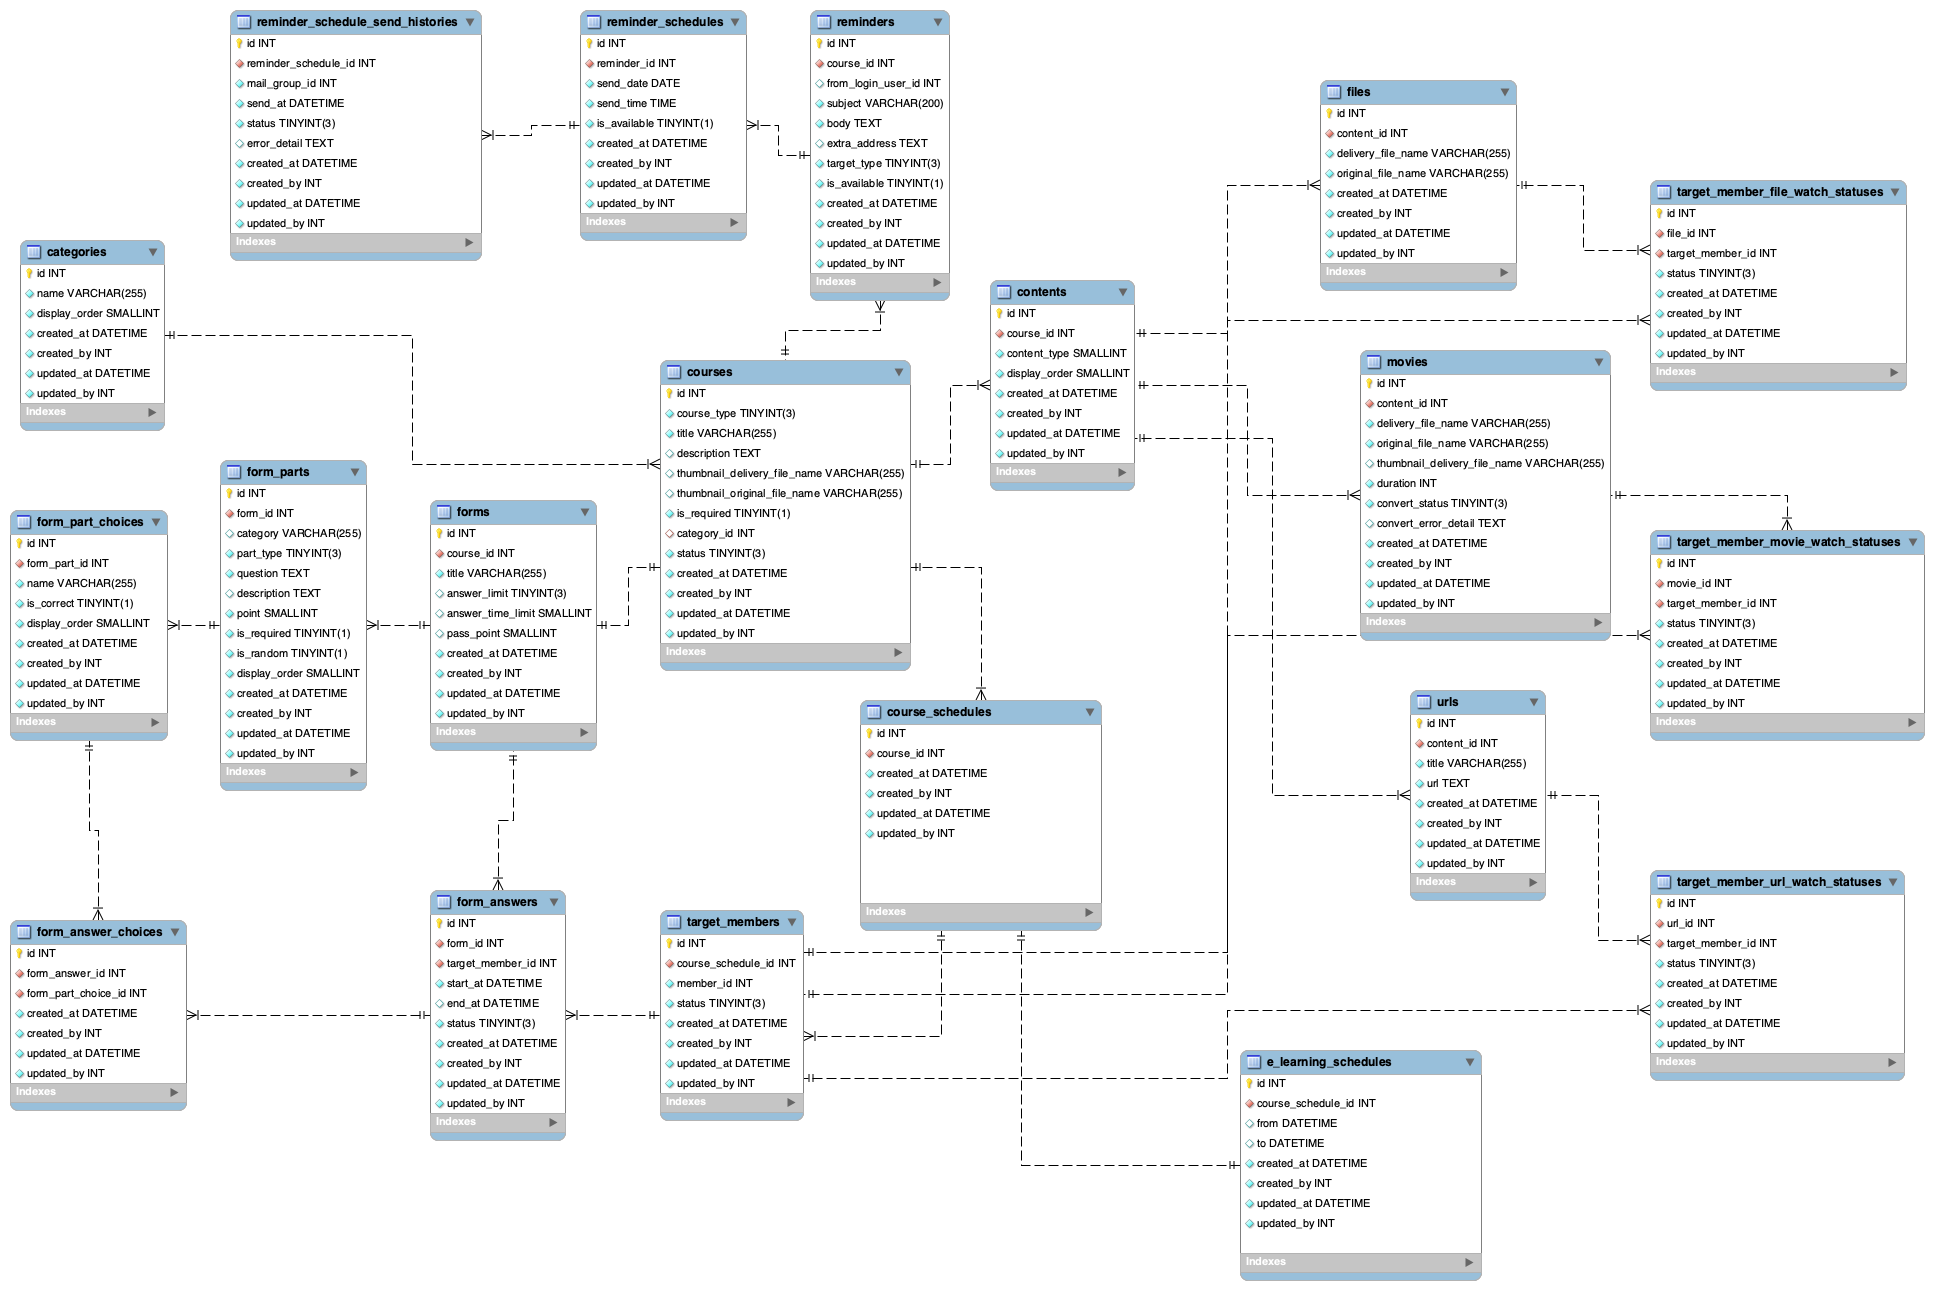 reminder_schedule_send_histories
id INT
reminder_schedule_id INT
mail_group_id INT
send_at DATETIME
status TINYINT(3)
error_detail TEXT
created_at DATETIME
created_by INT
updated_at DATETIME
updated_by INT
Indexes
reminder_schedules
id INT
reminder_id INT
send_date DATE
send_time TIME
is_available TINYINT(1)
created_at DATETIME
created_by INT
updated_at DATETIME
updated_by INT
Indexes
reminders
id INT
course_id INT
from_login_user_id INT
subject VARCHAR(200)
body TEXT
extra_address TEXT
target_type TINYINT(3)
is_available TINYINT(1)
created_at DATETIME
created_by INT
updated_at DATETIME
updated_by INT
Indexes
files
id INT
content_id INT
delivery_file_name VARCHAR(255)
original_file_name VARCHAR(255)
created_at DATETIME
created_by INT
updated_at DATETIME
updated_by INT
Indexes
target_member_file_watch_statuses
id INT
file_id INT
target_member_id INT
status TINYINT(3)
created_at DATETIME
created_by INT
updated_at DATETIME
updated_by INT
Indexes
categories
id INT
name VARCHAR(255)
display_order SMALLINT
created_at DATETIME
created_by INT
updated_at DATETIME
updated_by INT
Indexes
contents
id INT
course_id INT
content_type SMALLINT
display_order SMALLINT
created_at DATETIME
created_by INT
updated_at DATETIME
updated_by INT
Indexes
courses
id INT
course_type TINYINT(3)
title VARCHAR(255)
description TEXT
thumbnail_delivery_file_name VARCHAR(255)
thumbnail_original_file_name VARCHAR(255)
is_required TINYINT(1)
category_id INT
status TINYINT(3)
created_at DATETIME
created_by INT
updated_at DATETIME
updated_by INT
Indexes
movies
id INT
content_id INT
delivery_file_name VARCHAR(255)
original_file_name VARCHAR(255)
thumbnail_delivery_file_name VARCHAR(255)
duration INT
convert_status TINYINT(3)
convert_error_detail TEXT
created_at DATETIME
created_by INT
updated_at DATETIME
updated_by INT
Indexes
form_part_choices
id INT
form_part_id INT
name VARCHAR(255)
is_correct TINYINT(1)
display_order SMALLINT
created_at DATETIME
created_by INT
updated_at DATETIME
updated_by INT
Indexes
form_parts
id INT
form_id INT
category VARCHAR(255)
part_type TINYINT(3)
question TEXT
description TEXT
point SMALLINT
is_required TINYINT(1)
is_random TINYINT(1)
display_order SMALLINT
created_at DATETIME
created_by INT
updated_at DATETIME
updated_by INT
Indexes
forms
id INT
course_id INT
title VARCHAR(255)
answer_limit TINYINT(3)
answer_time_limit SMALLINT
pass_point SMALLINT
created_at DATETIME
created_by INT
updated_at DATETIME
updated_by INT
Indexes
target_member_movie_watch_statuses
id INT
movie_id INT
target_member_id INT
status TINYINT(3)
created_at DATETIME
created_by INT
updated_at DATETIME
updated_by INT
Indexes
course_schedules
id INT
course_id INT
created_at DATETIME
created_by INT
updated_at DATETIME
updated_by INT
Indexes
urls
id INT
content_id INT
title VARCHAR(255)
url TEXT
created_at DATETIME
created_by INT
updated_at DATETIME
updated_by INT
Indexes
form_answer_choices
id INT
form_answer_id INT
form_part_choice_id INT
created_at DATETIME
created_by INT
updated_at DATETIME
updated_by INT
Indexes
form_answers
id INT
form_id INT
target_member_id INT
start_at DATETIME
end_at DATETIME
status TINYINT(3)
created_at DATETIME
created_by INT
updated_at DATETIME
updated_by INT
Indexes
target_members
id INT
course_schedule_id INT
member_id INT
status TINYINT(3)
created_at DATETIME
created_by INT
updated_at DATETIME
updated_by INT
Indexes
target_member_url_watch_statuses
id INT
url_id INT
target_member_id INT
status TINYINT(3)
created_at DATETIME
created_by INT
updated_at DATETIME
updated_by INT
Indexes
e_learning_schedules
id INT
course_schedule_id INT
from DATETIME
to DATETIME
created_at DATETIME
created_by INT
updated_at DATETIME
updated_by INT
Indexes